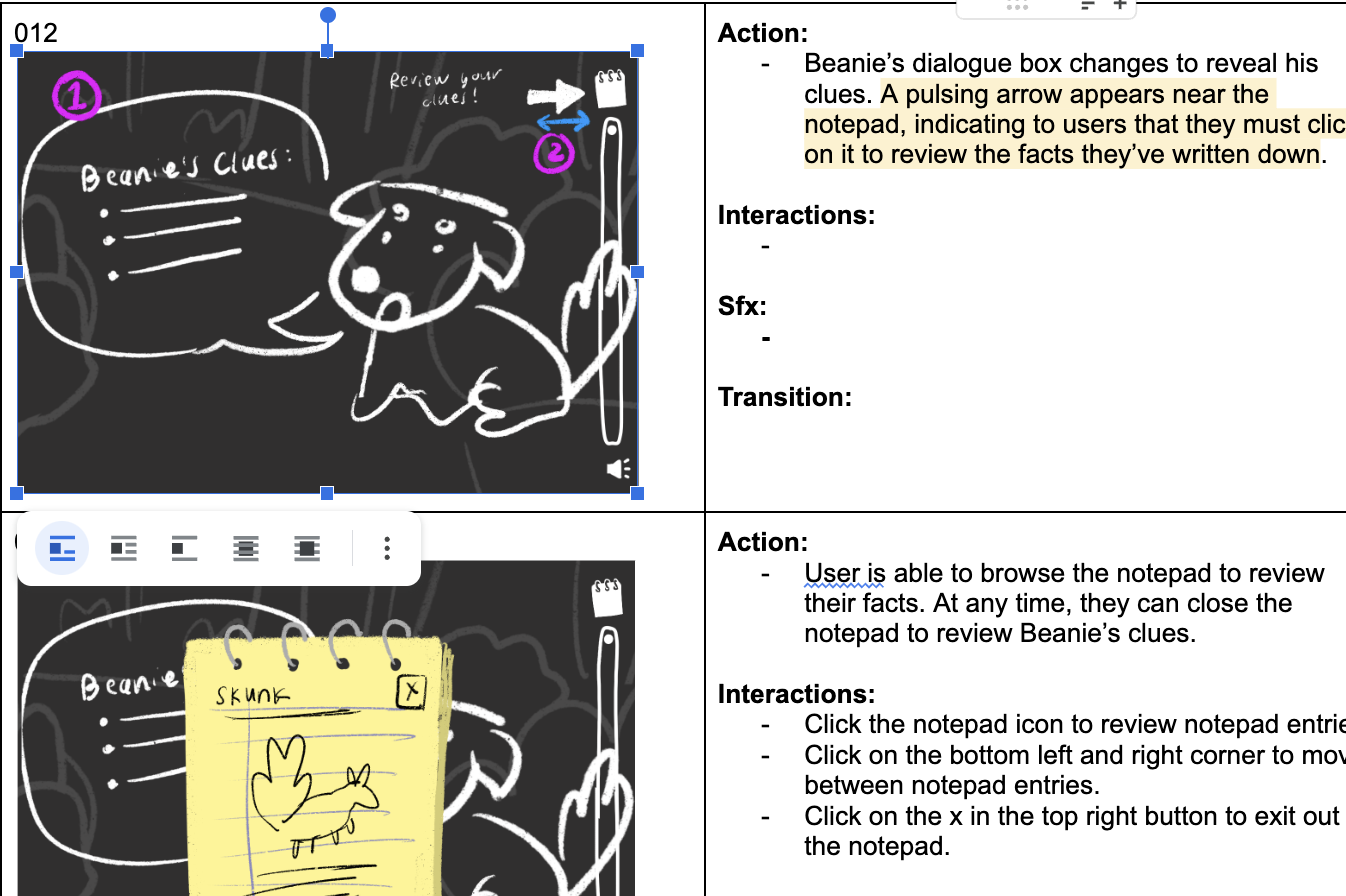 012
1
Review your
clues!
2
Beanie's Clues:
Action:
- Beanie’s dialogue box changes to reveal his
clues. A pulsing arrow appears near the
notepad, indicating to users that they must clic
on it to review the facts they’ve written down.
Interactions:
-
Sfx:
-
Transition:
Beanie
SKUNK
X
Action:
- User is able to browse the notepad to review
their facts. At any time, they can close the
notepad to review Beanie’s clues.
Interactions:
- Click the notepad icon to review notepad entrie
- Click on the bottom left and right corner to mov
between notepad entries.
- Click on the x in the top right button to exit out
the notepad.